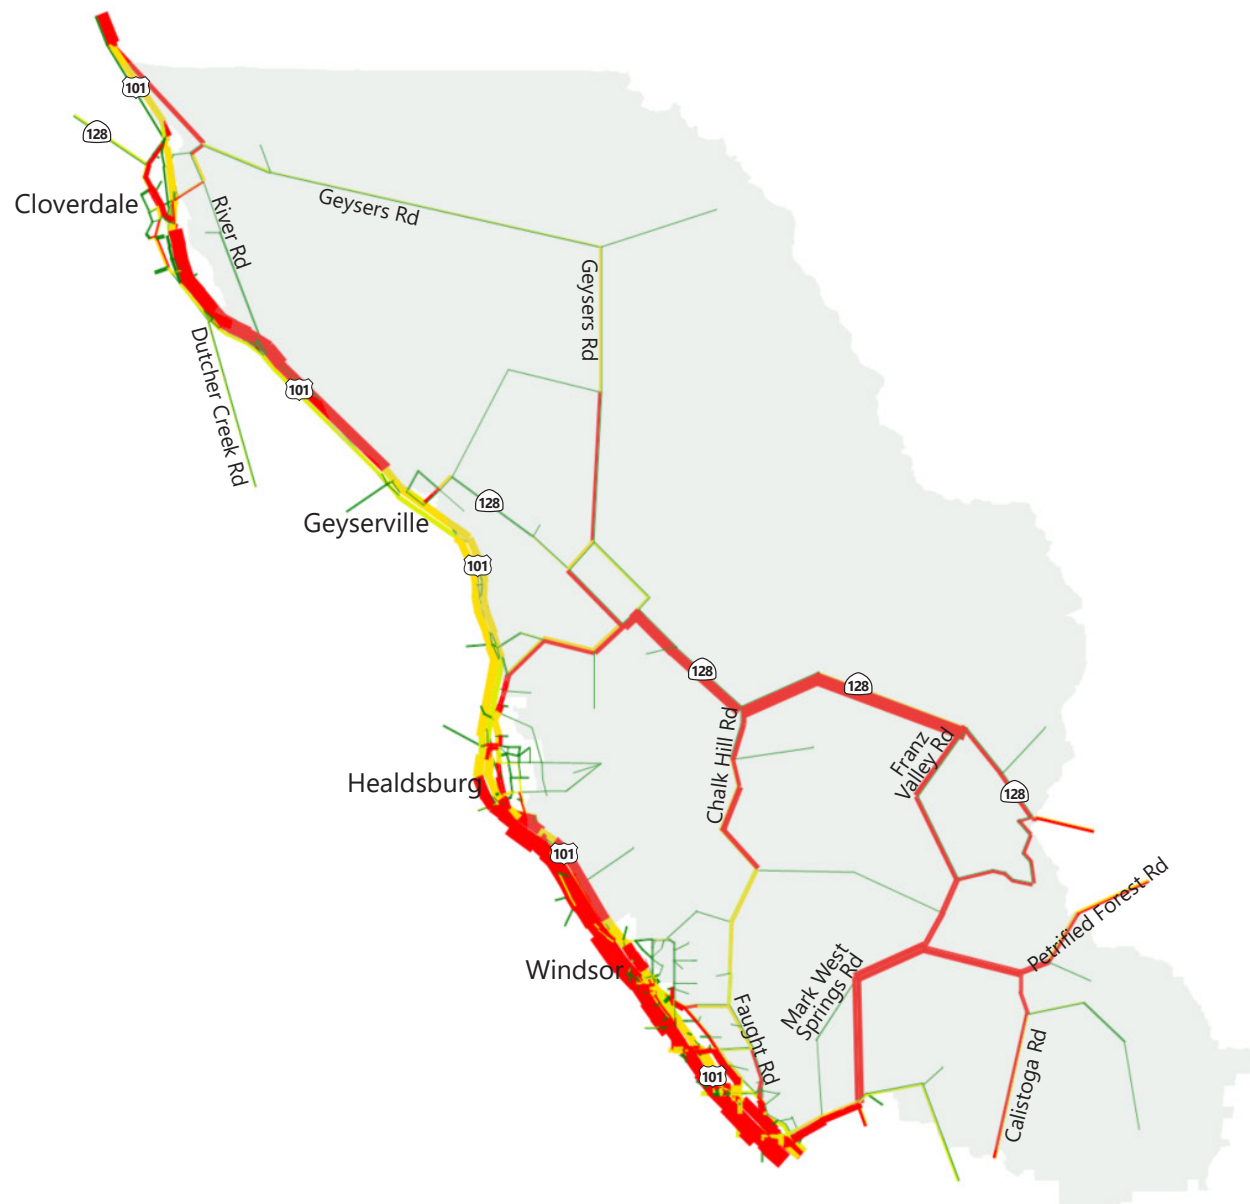 101
128
Cloverdale
Geysers Rd
River Rd
Geysers Rd
Dutcher Creek Rd
101
128
Geyserville
101
128
128
Chalk Hill Rd
Franz
Valley Rd
Healdsburg
128
101
Petrified Forest Rd
Windsor
Mark West
Springs Rd
Faught Rd
101
Calistoga Rd